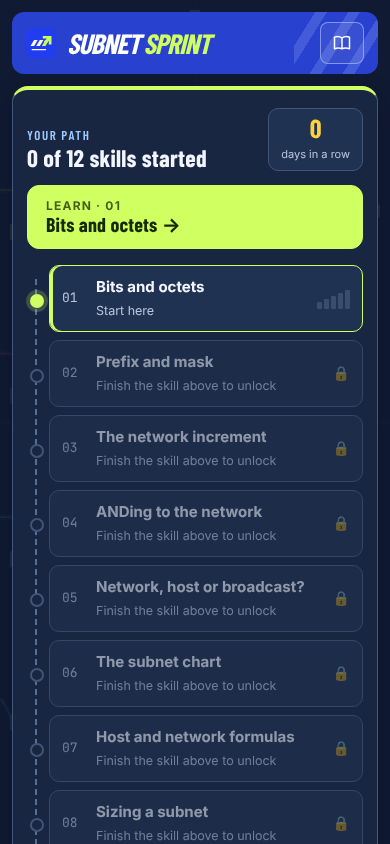 SUBNET SPRINT
YOUR PATH
0 of 12 skills started
0
days in a row
LEARN · 01
Bits and octets →
01
Bits and octets
Start here
02
Prefix and mask
Finish the skill above to unlock
03
The network increment
Finish the skill above to unlock
04
ANDing to the network
Finish the skill above to unlock
05
Network, host or broadcast?
Finish the skill above to unlock
06
The subnet chart
Finish the skill above to unlock
07
Host and network formulas
Finish the skill above to unlock
08
Sizing a subnet
Finish the skill above to unlock